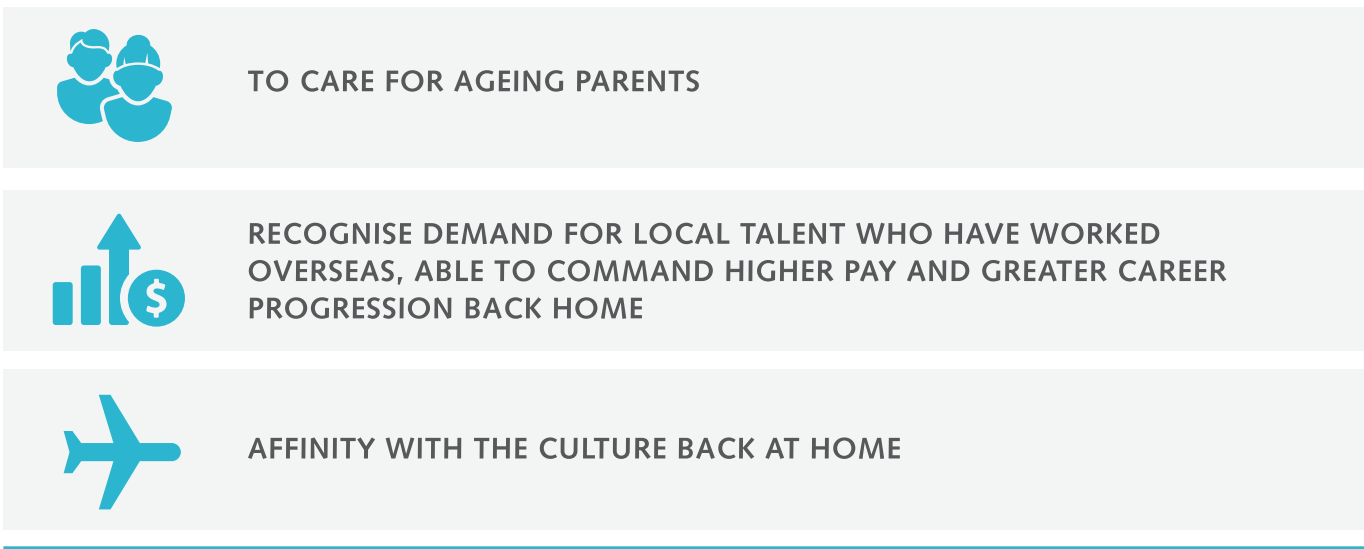 TO CARE FOR AGEING PARENTS
RECOGNISE DEMAND FOR LOCAL TALENT WHO HAVE WORKED
OVERSEAS, ABLE TO COMMAND HIGHER PAY AND GREATER CAREER
PROGRESSION BACK HOME
$
AFFINITY WITH THE CULTURE BACK AT HOME